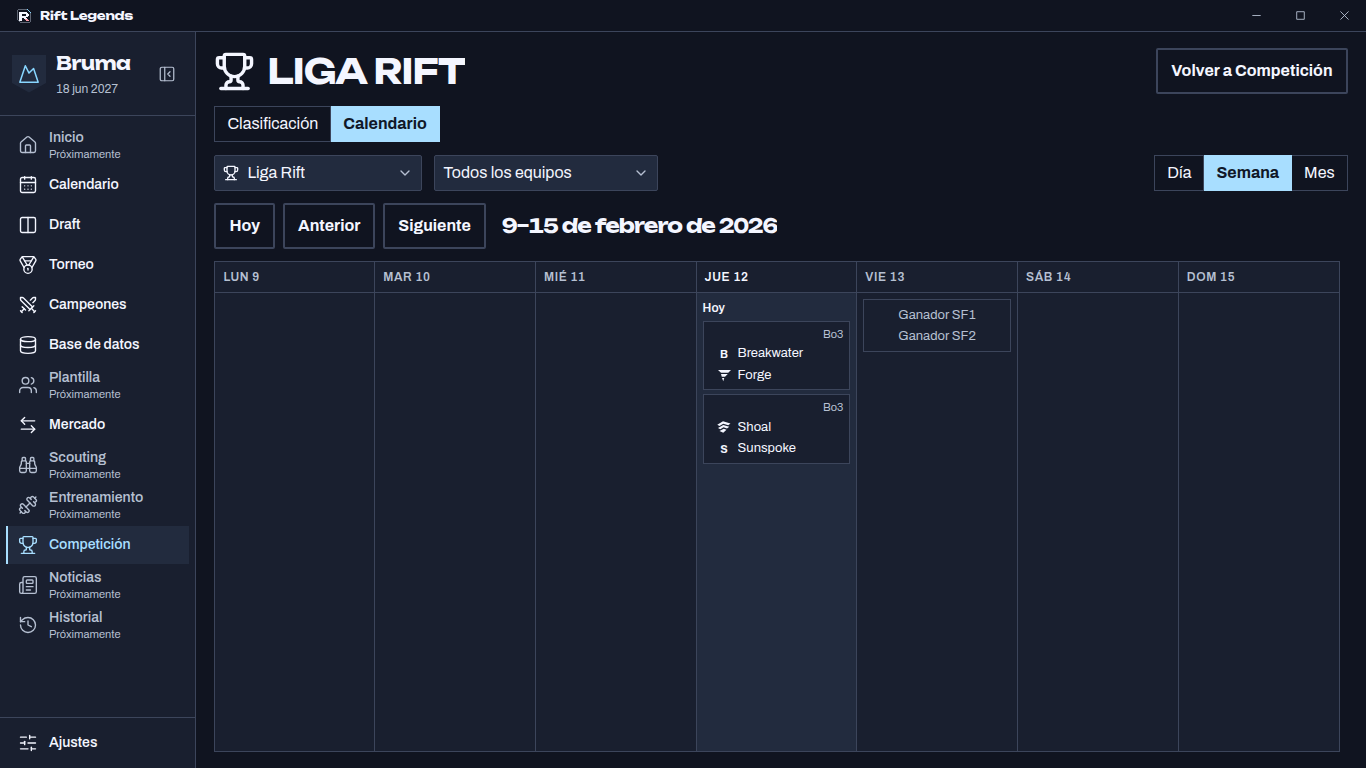 Rift Legends
Bruma
18 jun 2027
Inicio
Próximamente
Calendario
Draft
Torneo
Campeones
Base de datos
Plantilla
Próximamente
Mercado
Scouting
Próximamente
Entrenamiento
Próximamente
Competición
Noticias
Próximamente
Historial
Próximamente
Ajustes
LIGA RIFT
Volver a Competición
Clasificación
Calendario
Liga Rift
Todos los equipos
Día
Semana
Mes
Hoy
Anterior
Siguiente
9–15 de febrero de 2026
LUN 9
MAR 10
MIÉ 11
JUE 12
VIE 13
SÁB 14
DOM 15
Hoy
Bo3
B Breakwater
Forge
Bo3
Shoal
S Sunspoke
Ganador SF1
Ganador SF2